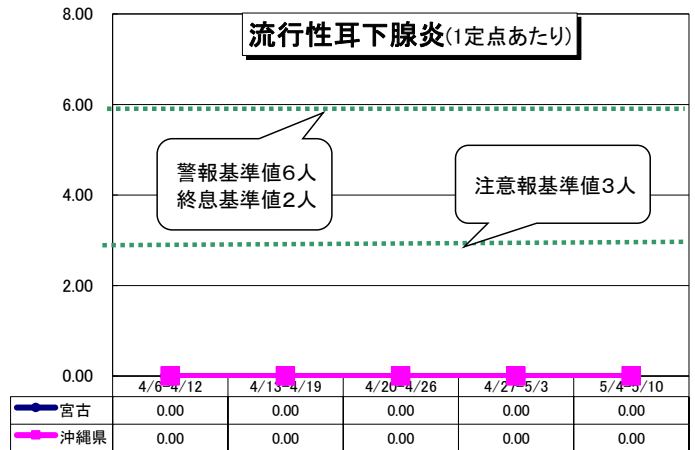 流行性耳下腺炎(1定点あたり)
8.00
6.00
4.00
2.00
0.00
警報基準値6人
終息基準値2人
注意報基準値3人
4/6-4/12 4/13-4/19 4/20-4/26 4/27-5/3 5/4-5/10
宮古 0.00 0.00 0.00 0.00 0.00
沖縄県 0.00 0.00 0.00 0.00 0.00